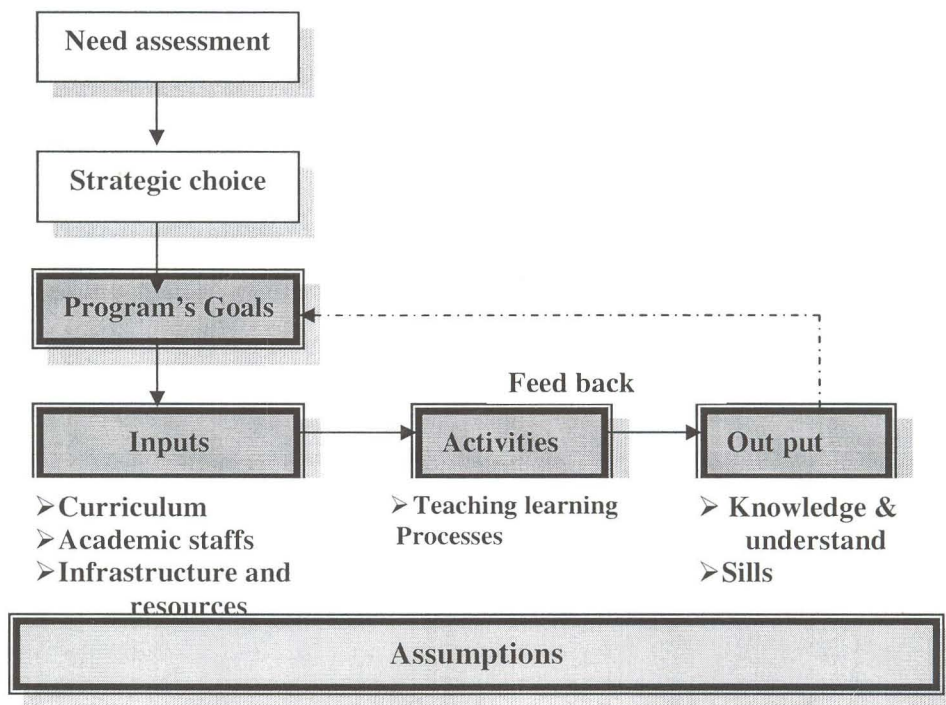 Need assessment
Strategic choice
Program's Goals
Feed back
Inputs
Activities
Out put
➢ Curriculum
➢ Academic staffs
➢ Infrastructure and
resources
➢ Teaching learning
Processes
➢ Knowledge &
understand
➢ Sills
Assumptions